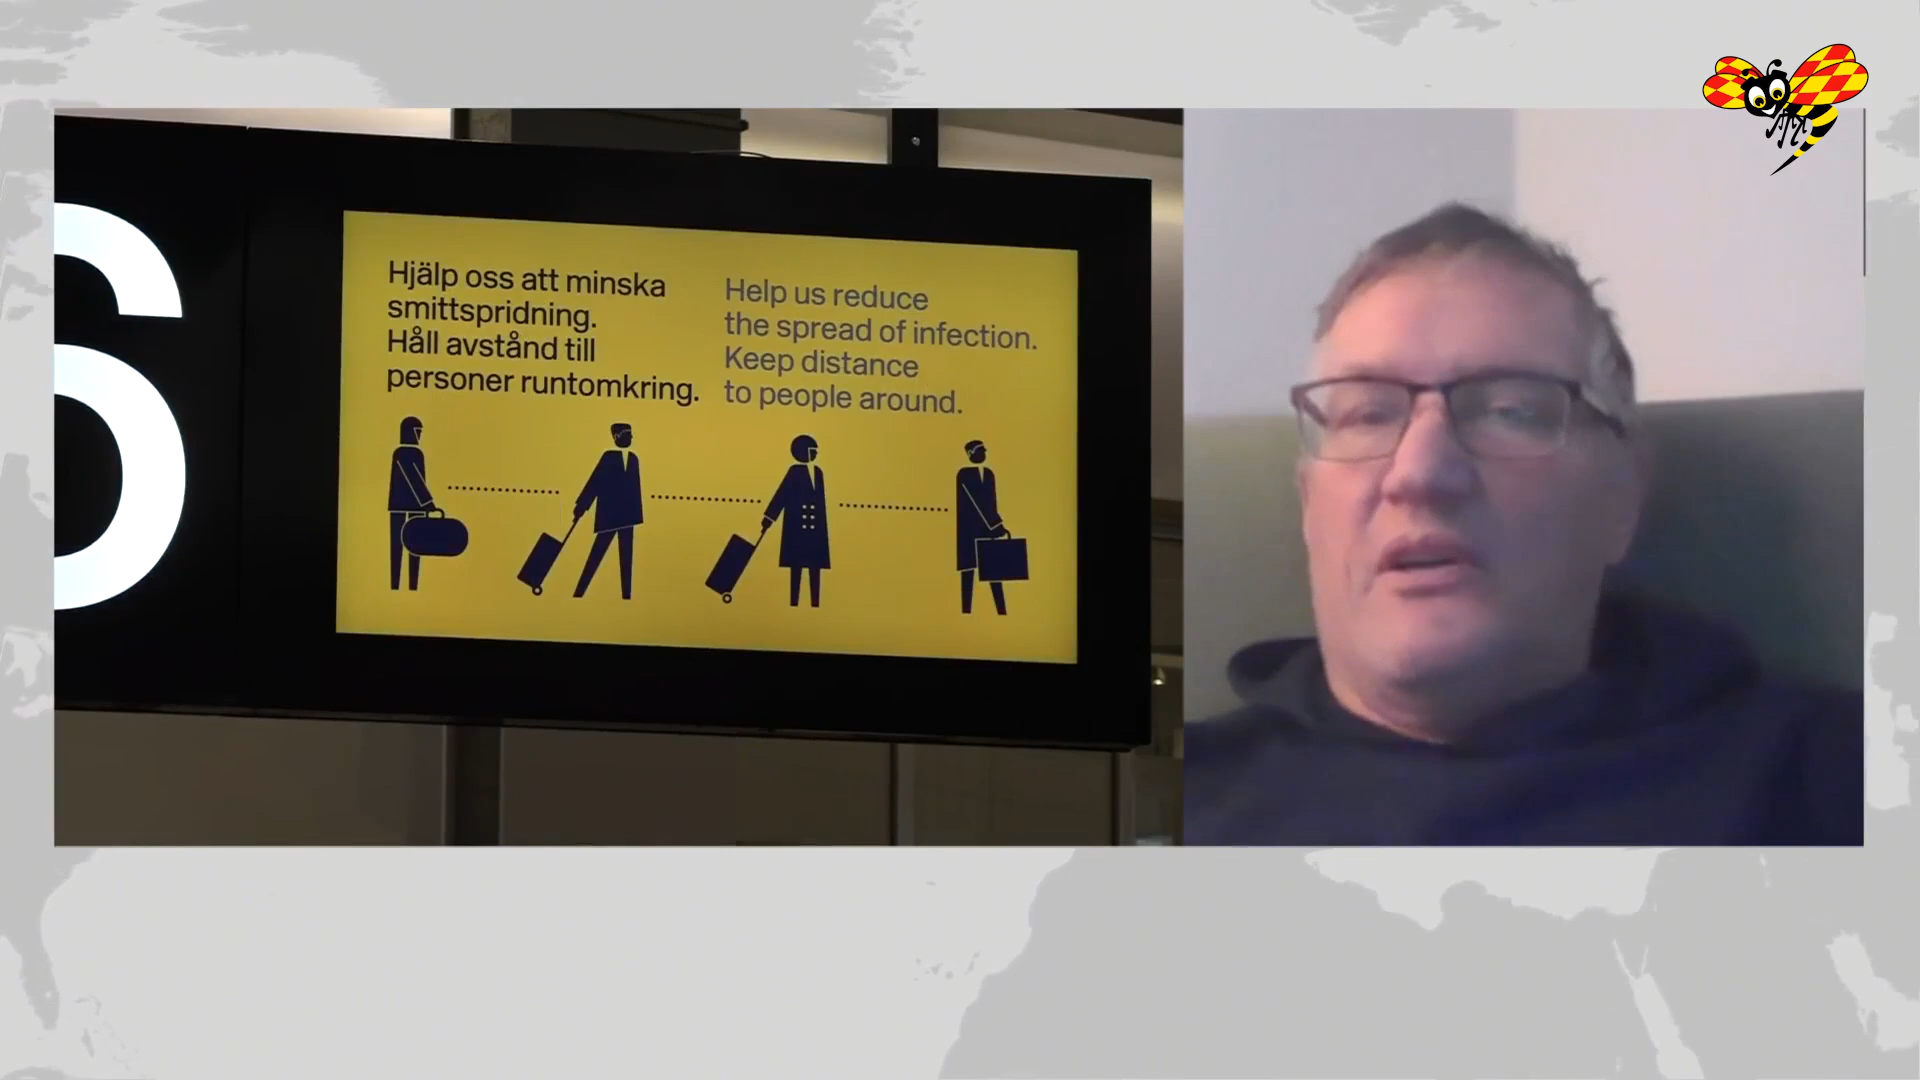 6
Hjälp oss att minska
smittspridning.
Håll avstånd till
personer runtomkring.
Help us reduce
the spread of infection.
Keep distance
to people around.